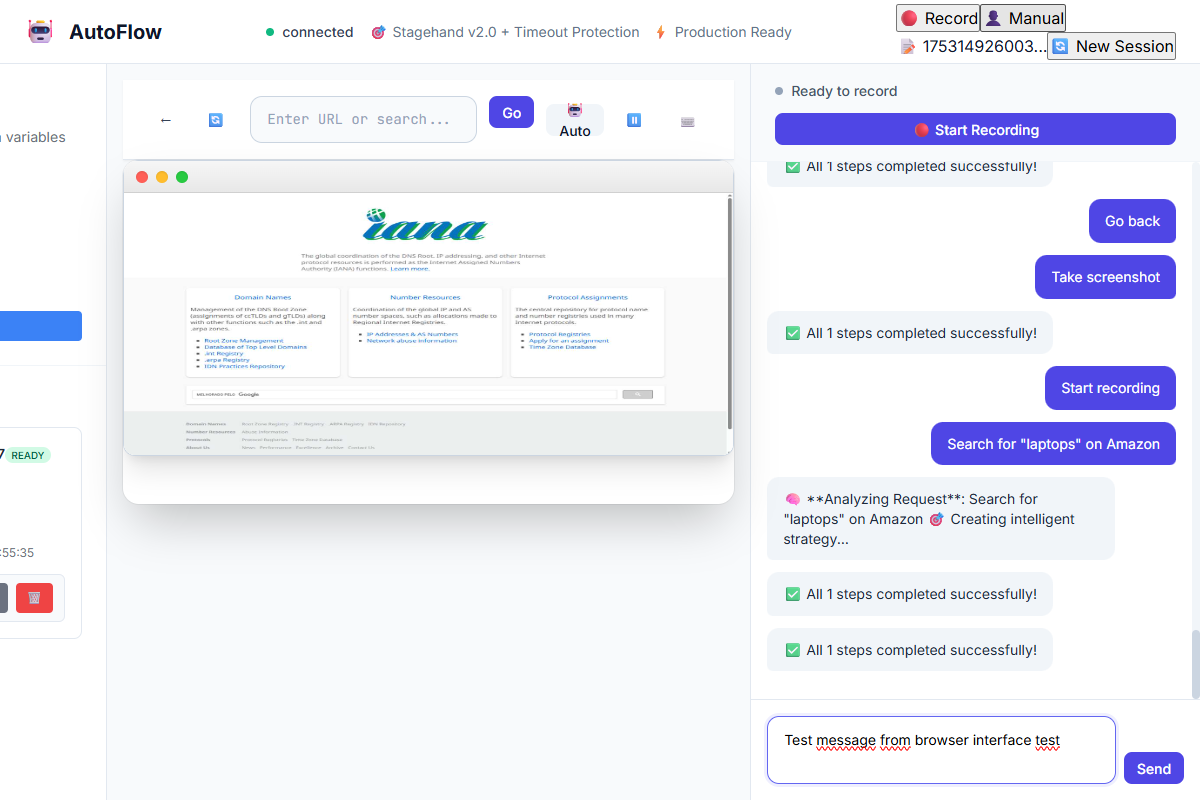 AutoFlow
connected
Stagehand v2.0 + Timeout Protection
Production Ready
Record
Manual
175314926003...
New Session
variables
7 READY
:55:35
←
Enter URL or search...
Go
Auto
iana
The global coordination of the DNS Root, IP addressing, and other Internet
protocol resources is performed as the Internet Assigned Numbers
Authority (IANA) functions. Learn more.
Domain Names
Management of the DNS Root Zone
(assignments of ccTLDs and gTLDs) along
with other functions such as the .int and
.arpa zones.
Root Zone Management
Database of Top Level Domains
.int Registry
.arpa Registry
IDN Practices Repository
Number Resources
Coordination of the global IP and AS
number spaces, such as allocations made to
Regional Internet Registries.
IP Addresses & AS Numbers
Network abuse information
Protocol Assignments
The central repository for protocol name
and number registries used in many
Internet protocols.
Protocol Registries
Apply for an assignment
Time Zone Database
MELHORADO PELO Google
Domain Names Root Zone Registry .INT Registry .ARPA Registry IDN Repository
Number Resources Abuse Information
Protocols Protocol Registries Time Zone Database
About Us News Performance Excellence Archive Contact Us
Ready to record
Start Recording
All 1 steps completed successfully!
Go back
Take screenshot
All 1 steps completed successfully!
Start recording
Search for "laptops" on Amazon
**Analyzing Request**: Search for
"laptops" on Amazon 🎯 Creating intelligent
strategy...
All 1 steps completed successfully!
All 1 steps completed successfully!
Test message from browser interface test
Send